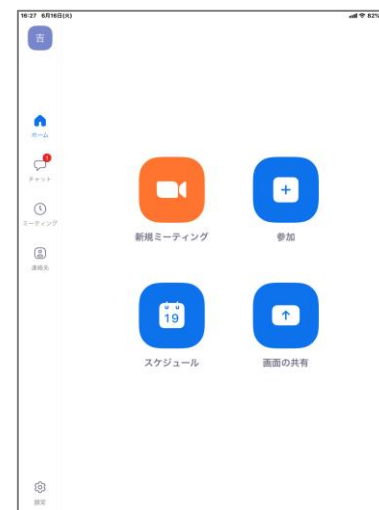 16:27 6月16日(火)
82%
吉
ホーム
1
チャット
ミーティング
連絡先
新規ミーティング
参加
19
スケジュール
画面の共有
設定